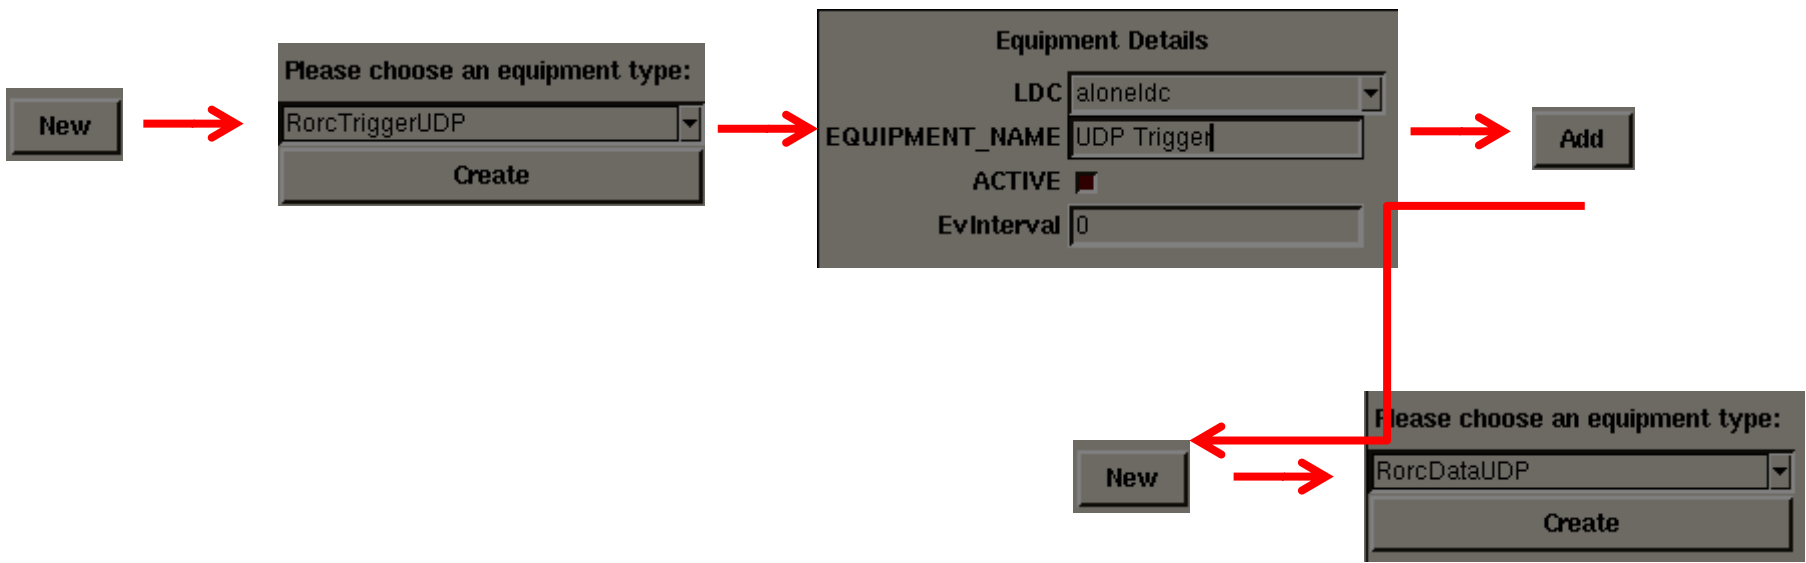 New
Please choose an equipment type:
RorcTriggerUDP
Create
Equipment Details
LDC aloneldc
EQUIPMENT_NAME UDP Trigger
ACTIVE
EvInterval 0
Add
New
Please choose an equipment type:
RorcDataUDP
Create